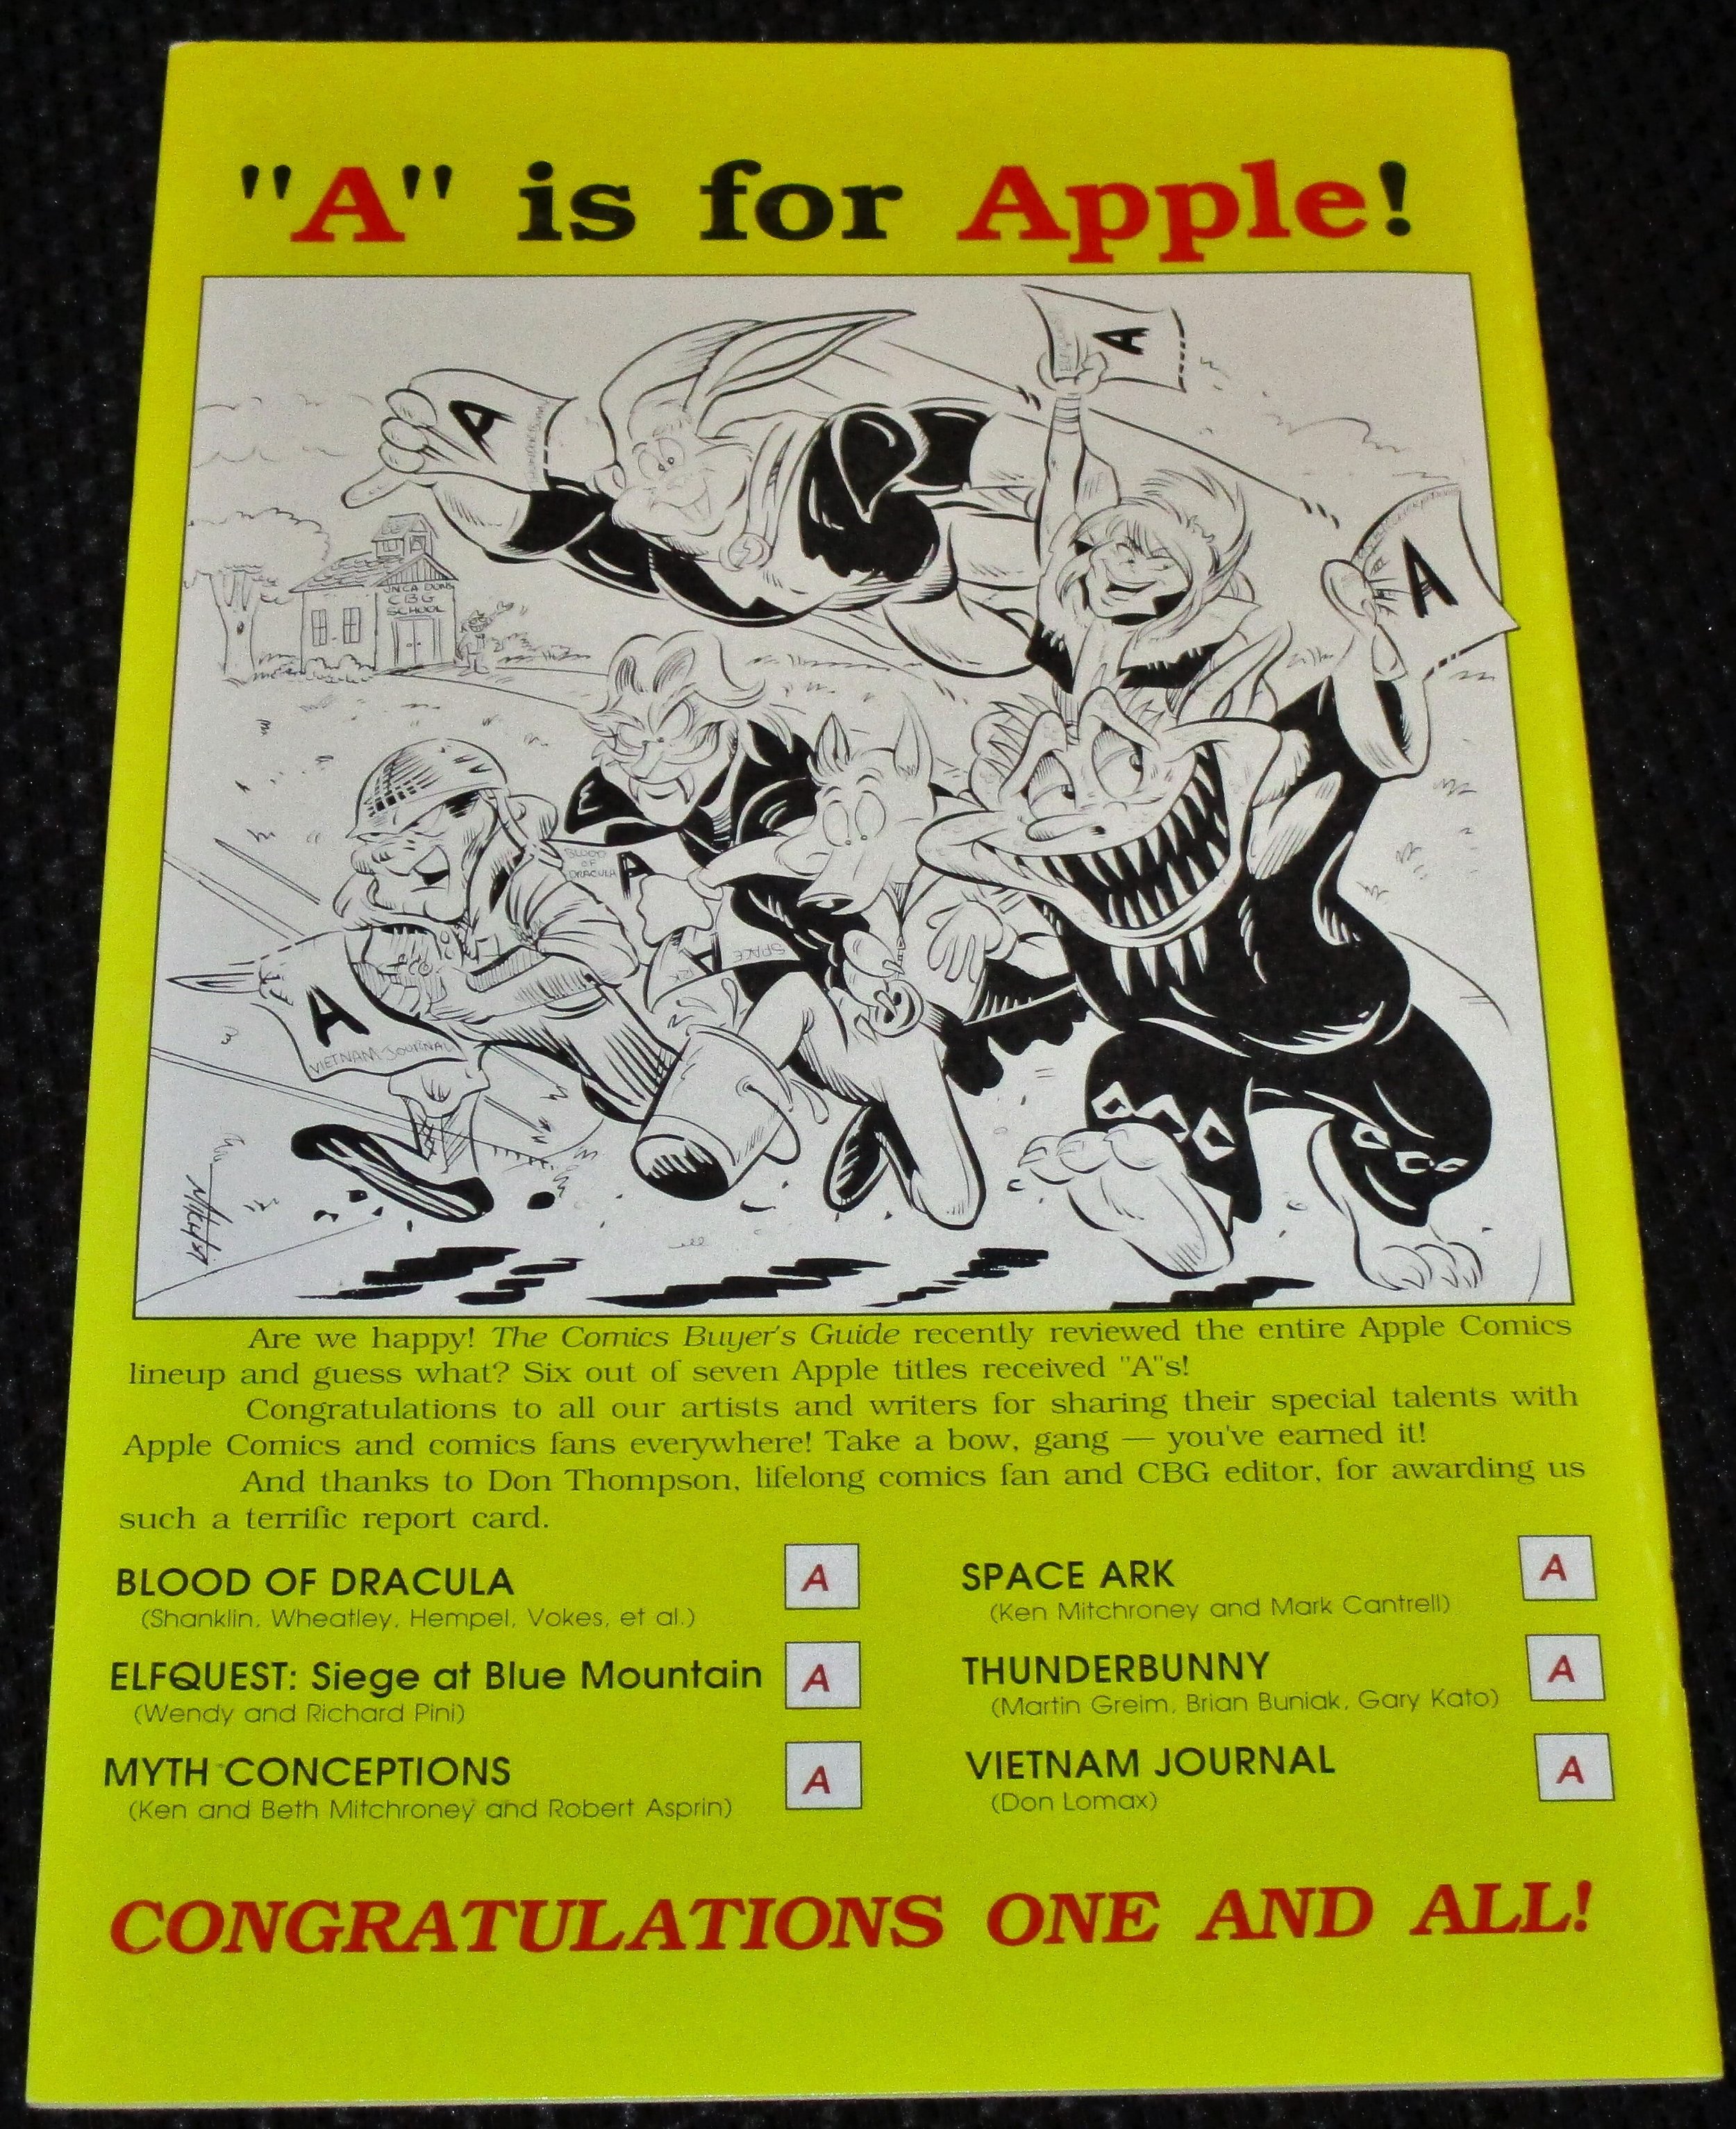 "A" is for Apple!
A
A
A
UNCA DONS
CBG
SCHOOL
BLOOD
OF
DRACULA
A
SPACE
ARK
A
A
VIETNAM JOURNAL
Are we happy! The Comics Buyer's Guide recently reviewed the entire Apple Comics
lineup and guess what? Six out of seven Apple titles received "A"s!
Congratulations to all our artists and writers for sharing their special talents with
Apple Comics and comics fans everywhere! Take a bow, gang — you've earned it!
And thanks to Don Thompson, lifelong comics fan and CBG editor, for awarding us
such a terrific report card.
BLOOD OF DRACULA A
(Shanklin, Wheatley, Hempel, Vokes, et al.)
ELFQUEST: Siege at Blue Mountain A
(Wendy and Richard Pini)
MYTH CONCEPTIONS A
(Ken and Beth Mitchroney and Robert Asprin)
SPACE ARK A
(Ken Mitchroney and Mark Cantrell)
THUNDERBUNNY A
(Martin Greim, Brian Buniak, Gary Kato)
VIETNAM JOURNAL A
(Don Lomax)
CONGRATULATIONS ONE AND ALL!